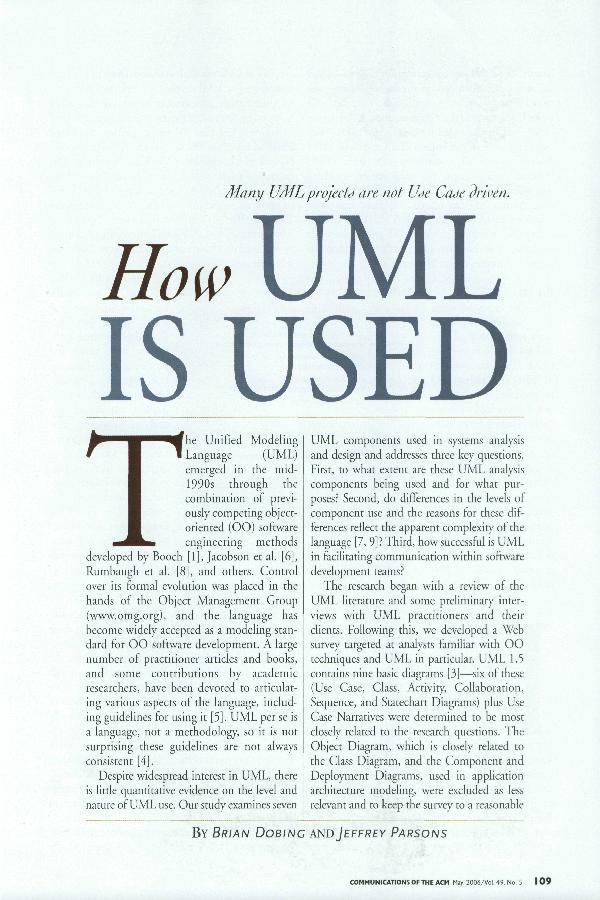 Many UML projects are not Use Case driven.
How UML
IS USED
The Unified Modeling
Language (UML)
emerged in the mid-
1990s through the
combination of previ-
ously competing object-
oriented (OO) software
engineering methods
developed by Booch [1], Jacobson et al. [6],
Rumbaugh et al. [8], and others. Control
over its formal evolution was placed in the
hands of the Object Management Group
(www.omg.org), and the language has
become widely accepted as a modeling stan-
dard for OO software development. A large
number of practitioner articles and books,
and some contributions by academic
researchers, have been devoted to articulat-
ing various aspects of the language, includ-
ing guidelines for using it [5]. UML per se is
a language, not a methodology, so it is not
surprising these guidelines are not always
consistent [4].
Despite widespread interest in UML, there
is little quantitative evidence on the level and
nature of UML use. Our study examines seven
UML components used in systems analysis
and design and addresses three key questions.
First, to what extent are these UML analysis
components being used and for what pur-
poses? Second, do differences in the levels of
component use and the reasons for these dif-
ferences reflect the apparent complexity of the
language [7, 9]? Third, how successful is UML
in facilitating communication within software
development teams?
The research began with a review of the
UML literature and some preliminary inter-
views with UML practitioners and their
clients. Following this, we developed a Web
survey targeted at analysts familiar with OO
techniques and UML in particular. UML 1.5
contains nine basic diagrams [3]—six of these
(Use Case, Class, Activity, Collaboration,
Sequence, and Statechart Diagrams) plus Use
Case Narratives were determined to be most
closely related to the research questions. The
Object Diagram, which is closely related to
the Class Diagram, and the Component and
Deployment Diagrams, used in application
architecture modeling, were excluded as less
relevant and to keep the survey to a reasonable
BY BRIAN DOBING AND JEFFREY PARSONS
COMMUNICATIONS OF THE ACM May 2006/Vol. 49, No. 5 109